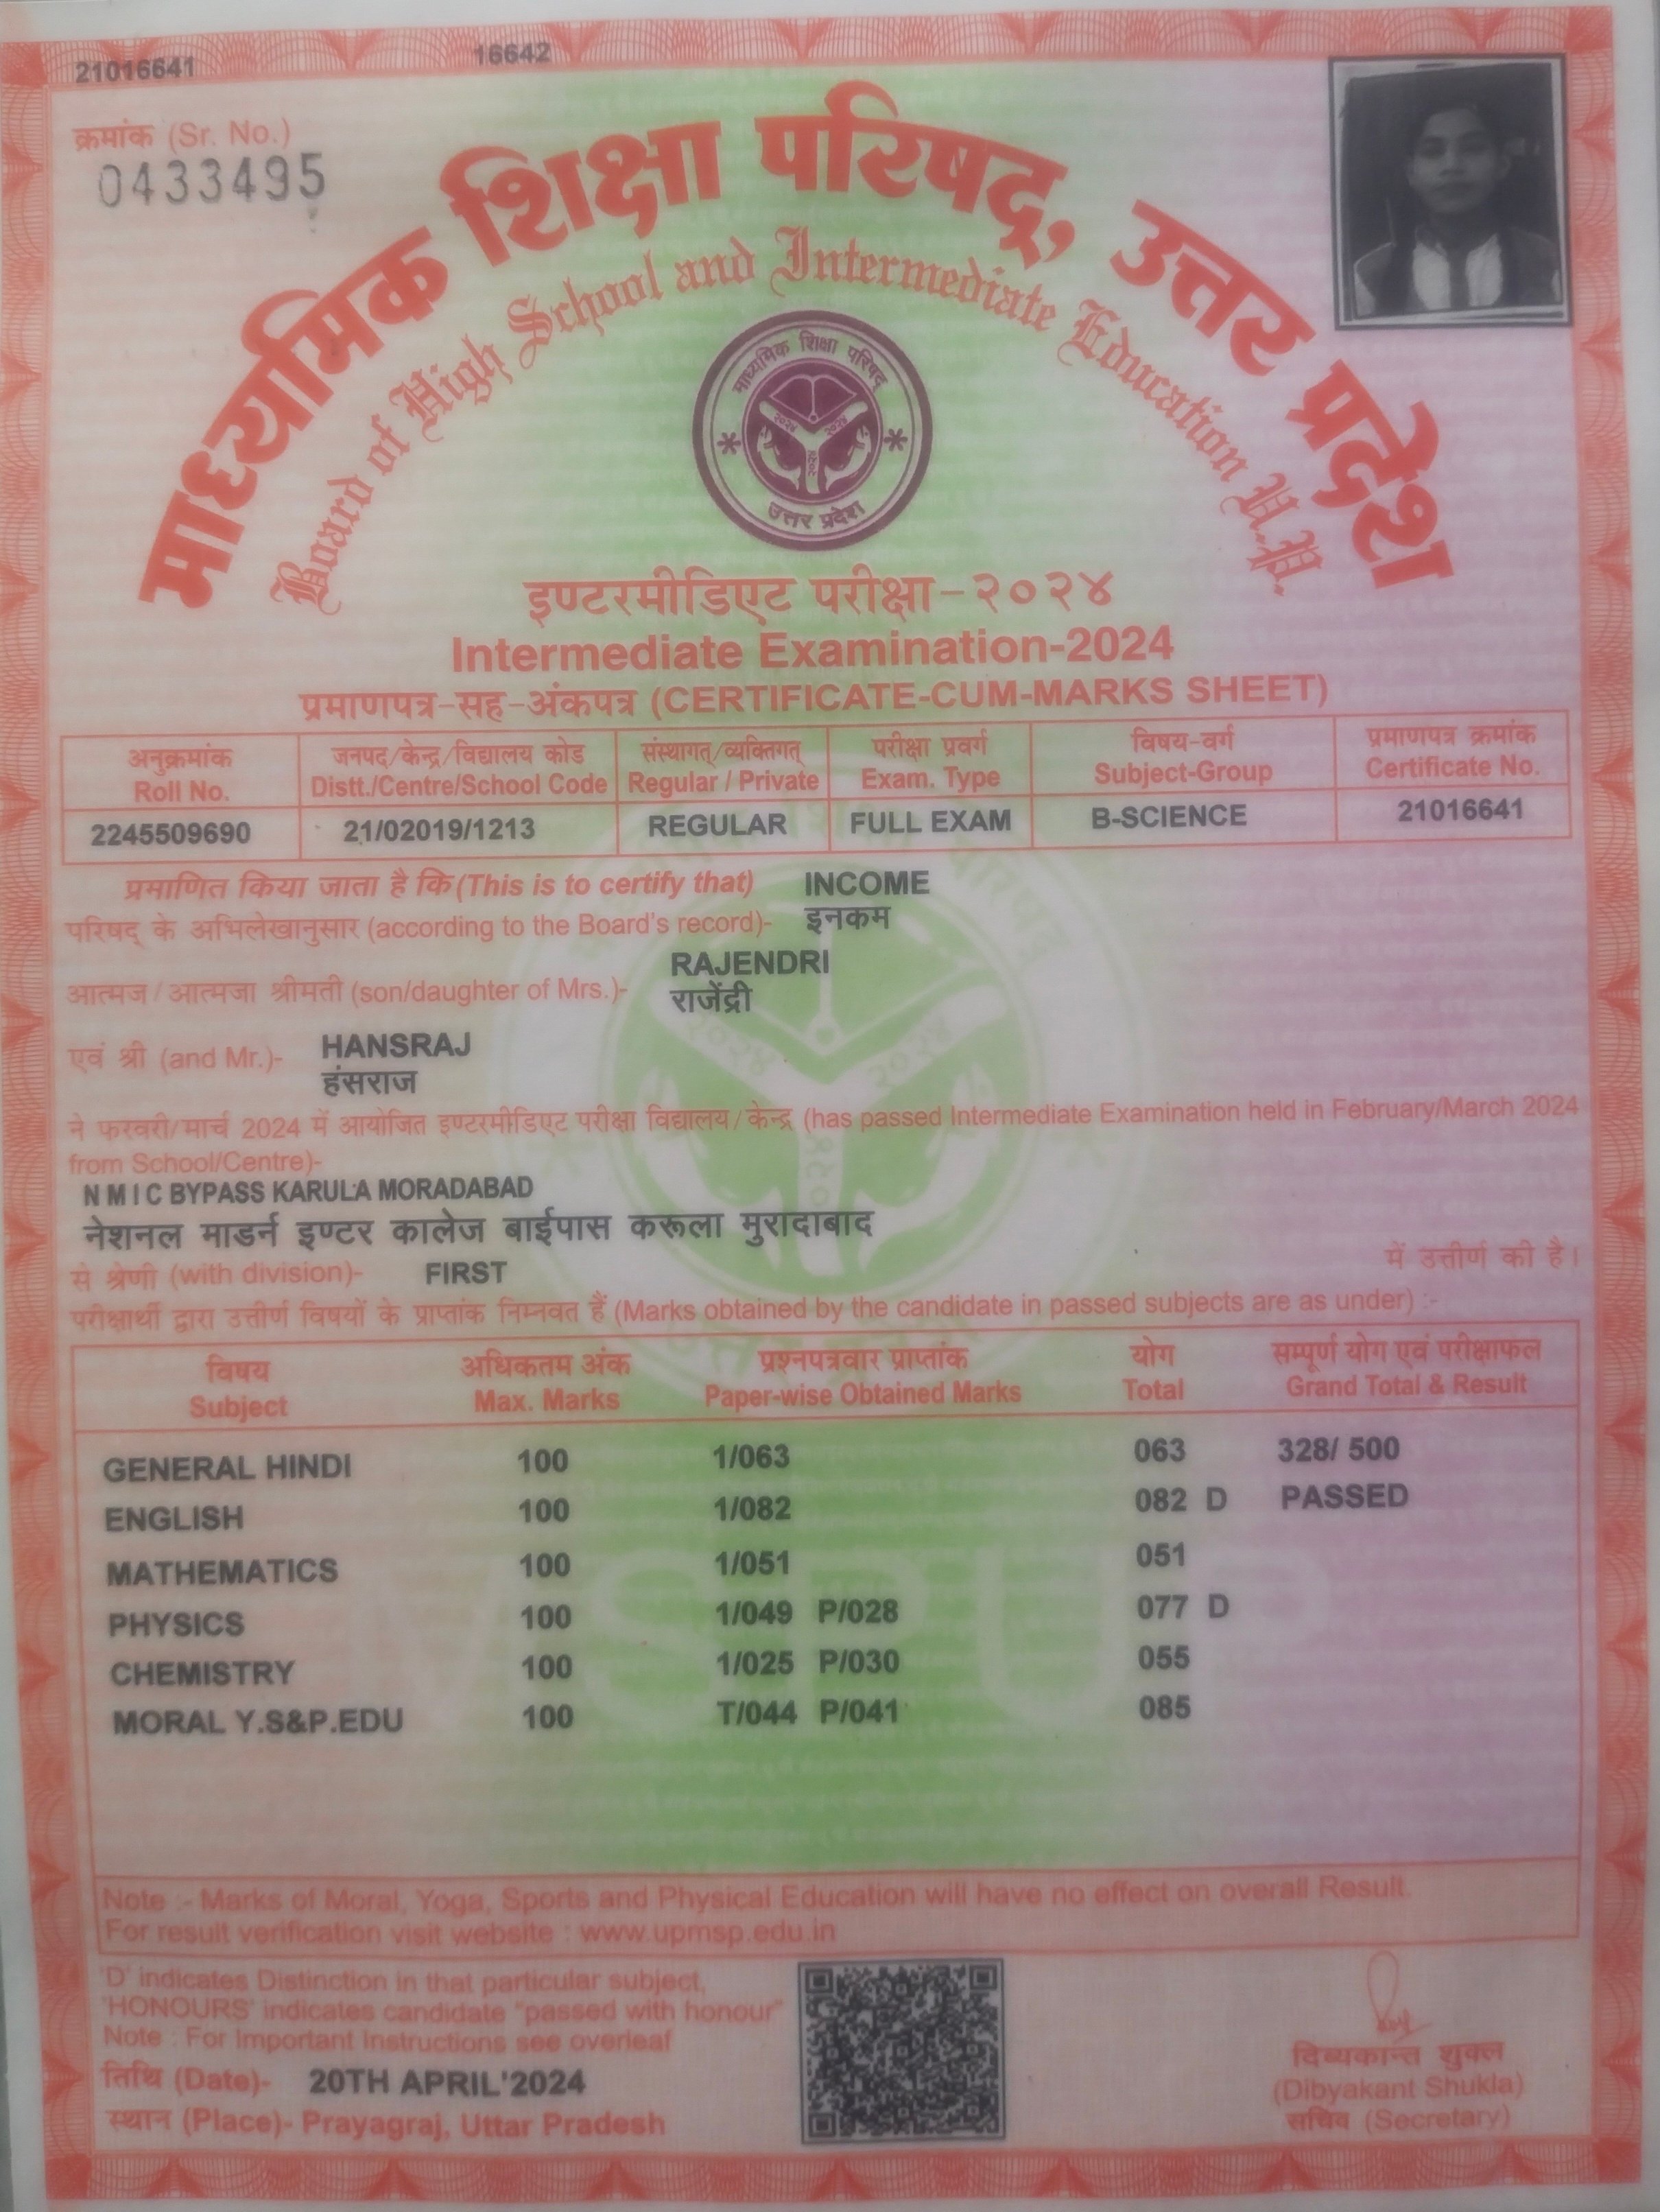 21016641 16642
क्रमांक (Sr. No.)
0433495
माध्यमिक शिक्षा परिषद्, उत्तर प्रदेश
Board of High School and Intermediate Education U.P.
माध्यमिक शिक्षा परिषद्
२०२४ २०२४
२०२४
उत्तर प्रदेश
इण्टरमीडिएट परीक्षा-२०२४
Intermediate Examination-2024
प्रमाणपत्र-सह-अंकपत्र (CERTIFICATE-CUM-MARKS SHEET)
अनुक्रमांक जनपद/केन्द्र/विद्यालय कोड संस्थागत्/व्यक्तिगत् परीक्षा प्रवर्ग विषय-वर्ग प्रमाणपत्र क्रमांक
Roll No. Distt./Centre/School Code Regular / Private Exam. Type Subject-Group Certificate No.
2245509690 21/02019/1213 REGULAR FULL EXAM B-SCIENCE 21016641
प्रमाणित किया जाता है कि (This is to certify that) INCOME
परिषद् के अभिलेखानुसार (according to the Board's record)- इनकम
RAJENDRI
आत्मज/आत्मजा श्रीमती (son/daughter of Mrs.)- राजेंद्री
एवं श्री (and Mr.)- HANSRAJ
हंसराज
ने फरवरी/मार्च 2024 में आयोजित इण्टरमीडिएट परीक्षा विद्यालय/केन्द्र (has passed Intermediate Examination held in February/March 2024
from School/Centre)-
N M I C BYPASS KARULA MORADABAD
नेशनल माडर्न इण्टर कालेज बाईपास करूला मुरादाबाद
से श्रेणी (with division)- FIRST में उत्तीर्ण की है।
परीक्षार्थी द्वारा उत्तीर्ण विषयों के प्राप्तांक निम्नवत हैं (Marks obtained by the candidate in passed subjects are as under) :-
विषय अधिकतम अंक प्रश्नपत्रवार प्राप्तांक योग सम्पूर्ण योग एवं परीक्षाफल
Subject Max. Marks Paper-wise Obtained Marks Total Grand Total & Result
GENERAL HINDI 100 1/063 063 328/ 500
ENGLISH 100 1/082 082 D PASSED
MATHEMATICS 100 1/051 051
PHYSICS 100 1/049 P/028 077 D
CHEMISTRY 100 1/025 P/030 055
MORAL Y.S&P.EDU 100 T/044 P/041 085
Note :- Marks of Moral, Yoga, Sports and Physical Education will have no effect on overall Result.
For result verification visit website : www.upmsp.edu.in
'D' indicates Distinction in that particular subject,
'HONOURS' indicates candidate "passed with honour"
Note : For Important Instructions see overleaf
तिथि (Date)- 20TH APRIL'2024
स्थान (Place)- Prayagraj, Uttar Pradesh
दिब्यकान्त शुक्ल
(Dibyakant Shukla)
सचिव (Secretary)